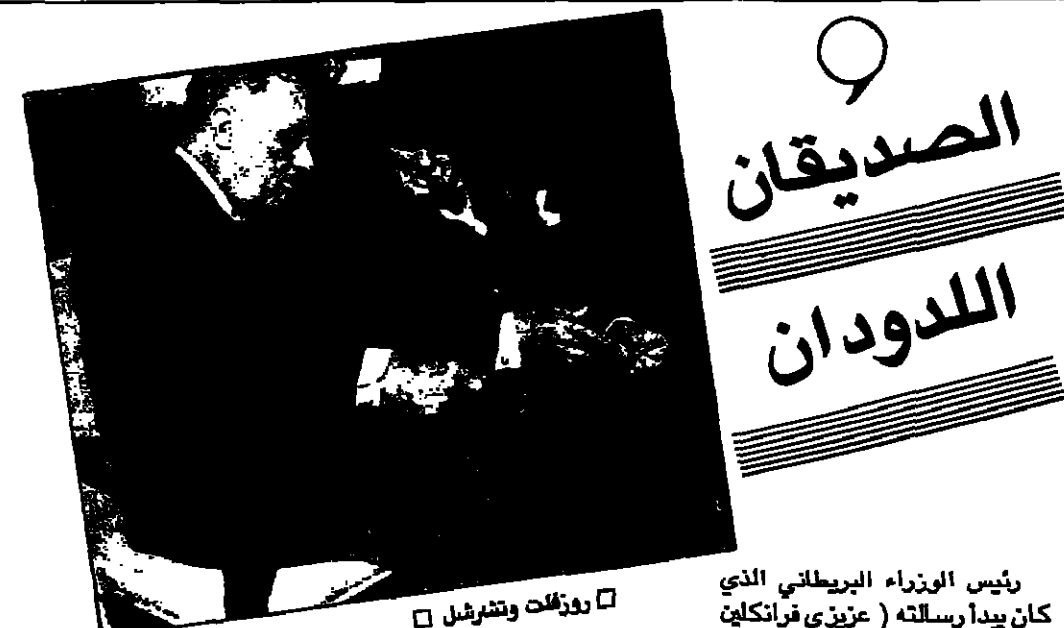 الصديقان
اللدودان
□ روزفلت وتشرشل □
رئيس الوزراء البريطاني الذي
كان يبدأ رسالته ( عزيزي فرانكلين